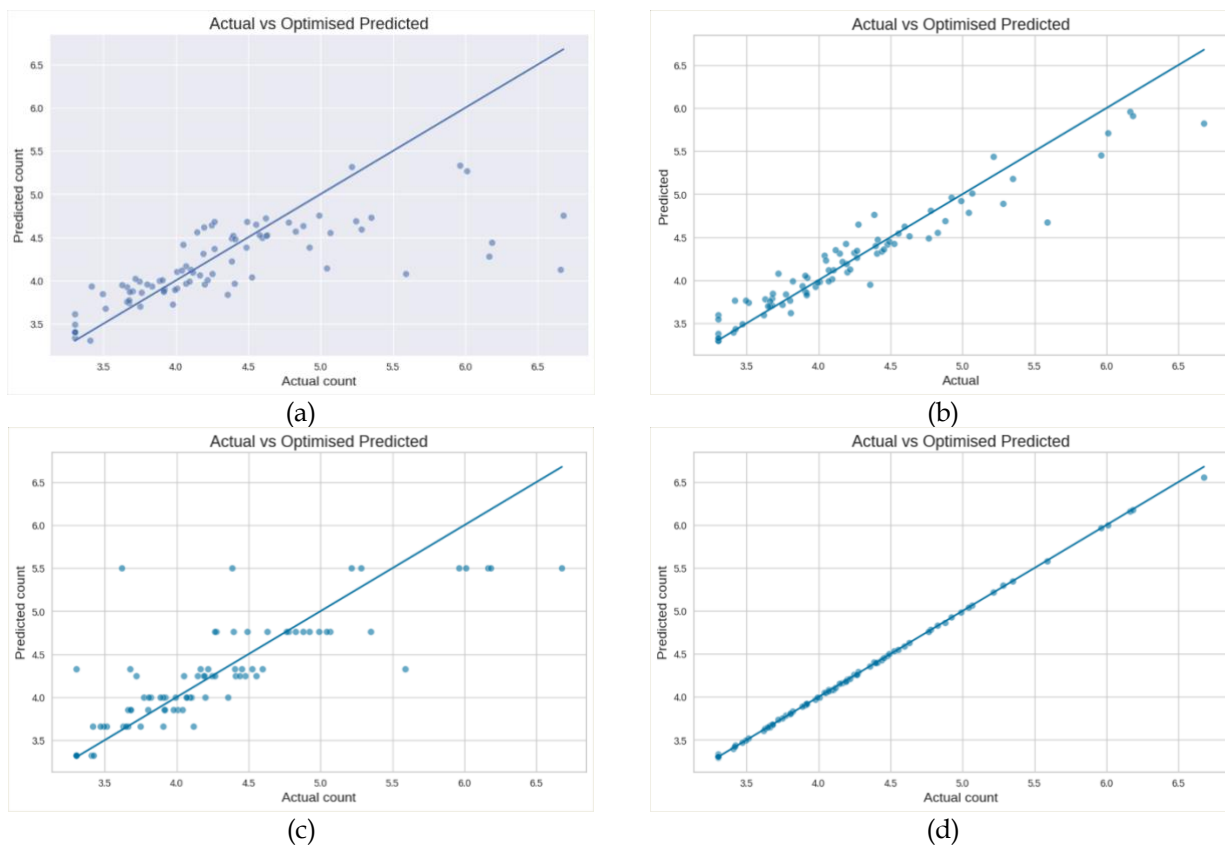 Actual vs Optimised Predicted
Predicted count
6.5
6.0
5.5
5.0
4.5
4.0
3.5
3.5 4.0 4.5 5.0 5.5 6.0 6.5
Actual count
(a)
Actual vs Optimised Predicted
Predicted
6.5
6.0
5.5
5.0
4.5
4.0
3.5
3.5 4.0 4.5 5.0 5.5 6.0 6.5
Actual
(b)
Actual vs Optimised Predicted
Predicted count
6.5
6.0
5.5
5.0
4.5
4.0
3.5
3.5 4.0 4.5 5.0 5.5 6.0 6.5
Actual count
(c)
Actual vs Optimised Predicted
Predicted count
6.5
6.0
5.5
5.0
4.5
4.0
3.5
3.5 4.0 4.5 5.0 5.5 6.0 6.5
Actual count
(d)